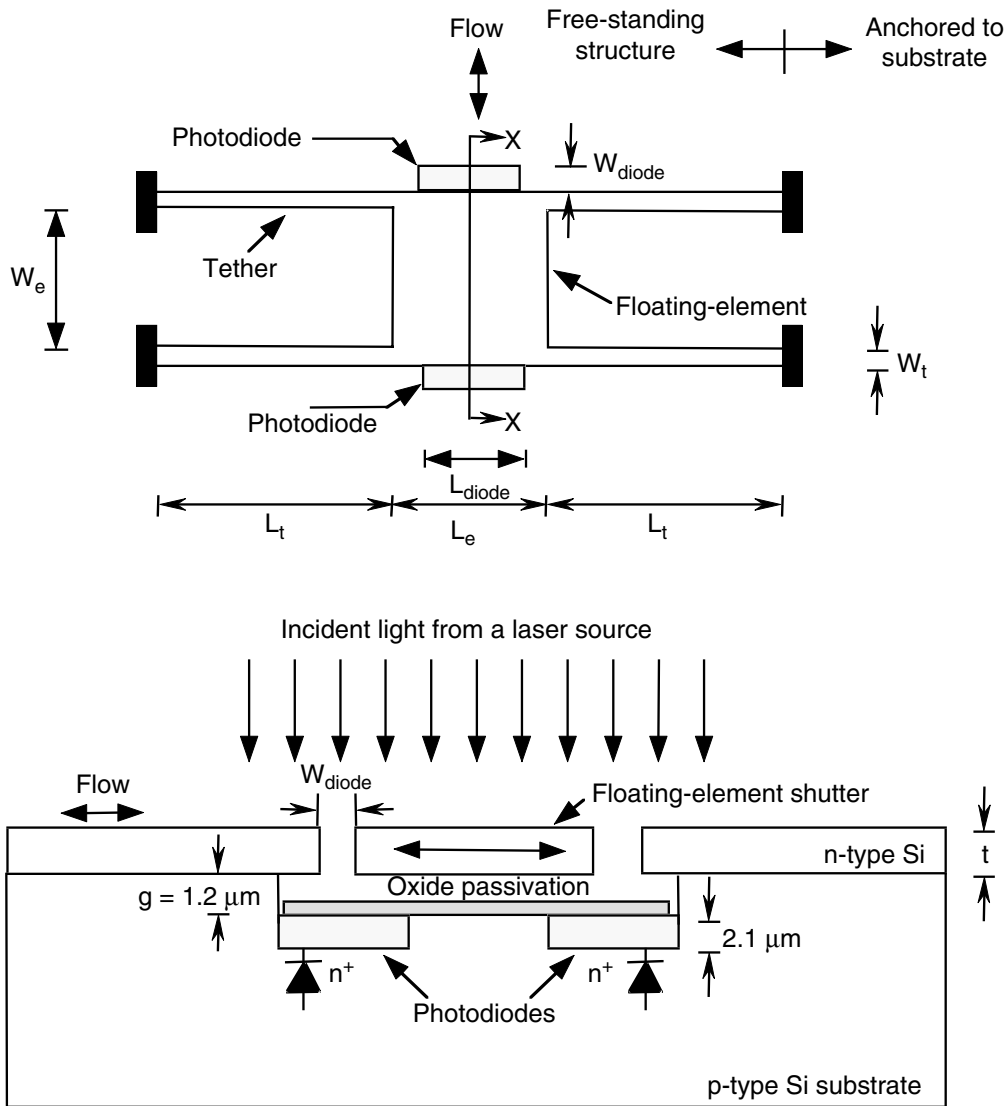 Flow
Free-standing
structure
Anchored to
substrate
Photodiode
X
W_diode
W_e
Tether
Floating-element
W_t
Photodiode
X
L_diode
L_t
L_e
L_t
Incident light from a laser source
Flow
W_diode
Floating-element shutter
n-type Si
t
g = 1.2 μm
Oxide passivation
2.1 μm
n⁺
n⁺
Photodiodes
p-type Si substrate